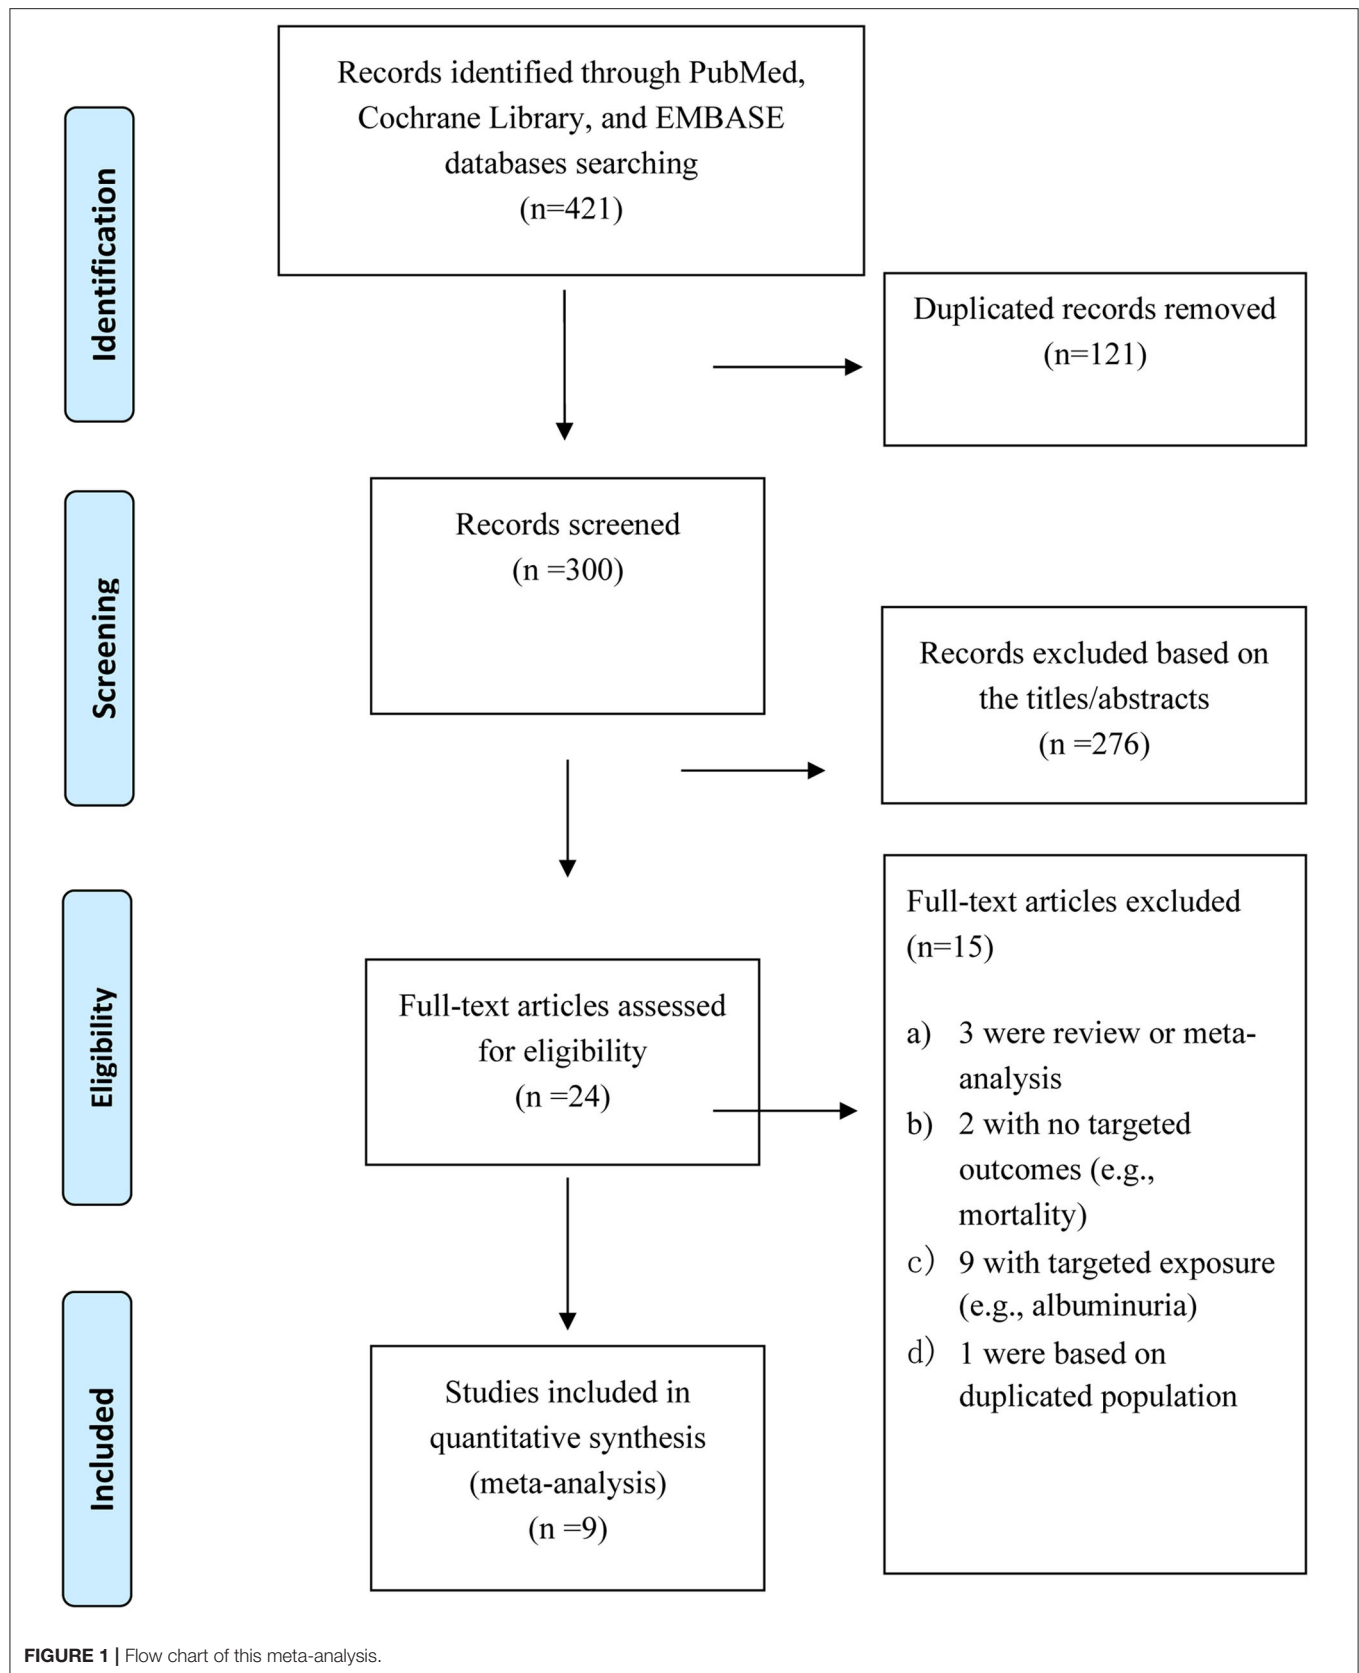 Identification
Records identified through PubMed,
Cochrane Library, and EMBASE
databases searching
(n=421)
Duplicated records removed
(n=121)
Screening
Records screened
(n =300)
Records excluded based on
the titles/abstracts
(n =276)
Eligibility
Full-text articles assessed
for eligibility
(n =24)
Full-text articles excluded
(n=15)
a) 3 were review or meta-
analysis
b) 2 with no targeted
outcomes (e.g.,
mortality)
c) 9 with targeted exposure
(e.g., albuminuria)
d) 1 were based on
duplicated population
Included
Studies included in
quantitative synthesis
(meta-analysis)
(n =9)
FIGURE 1 | Flow chart of this meta-analysis.